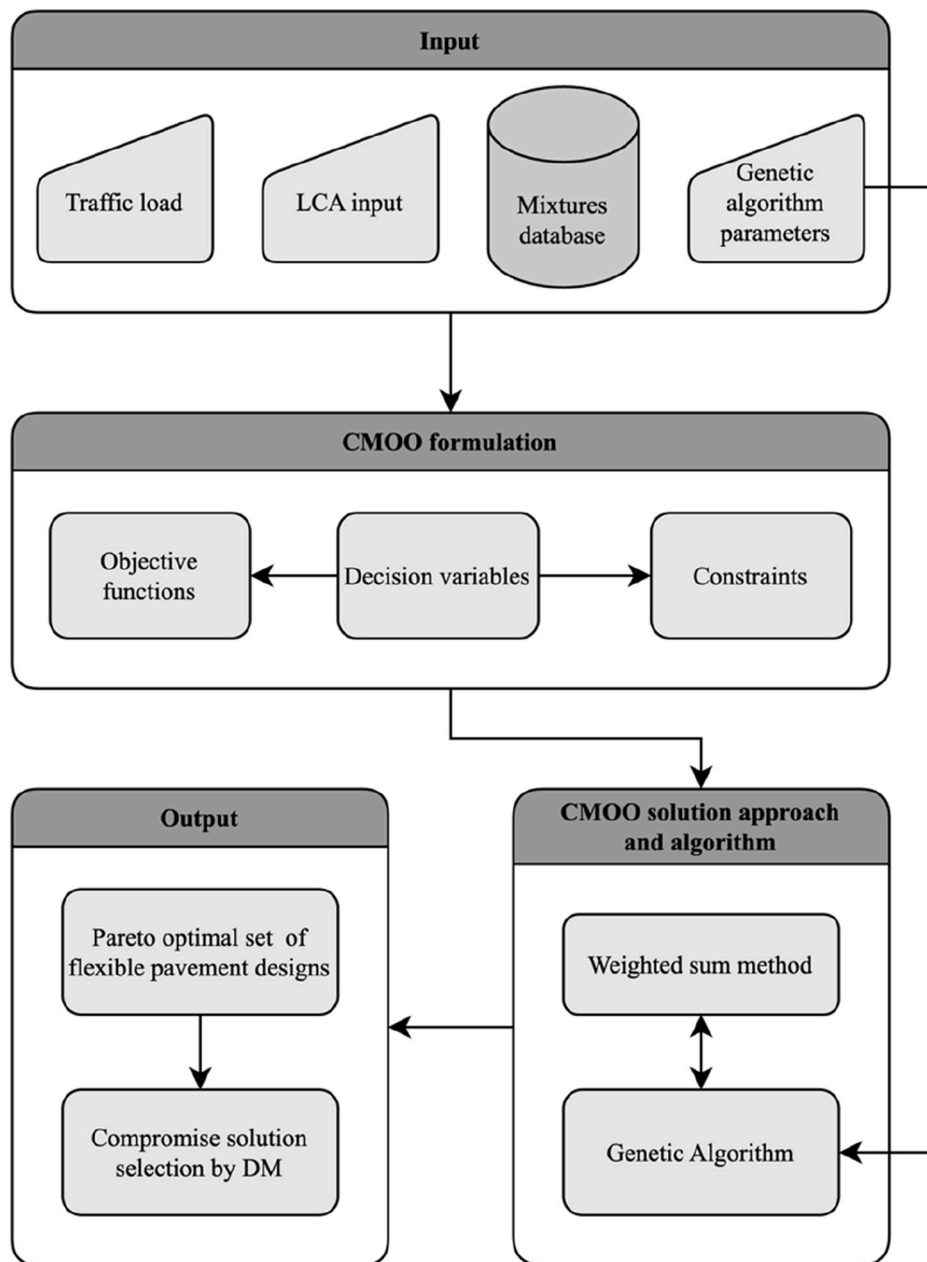 Input
Traffic load
LCA input
Mixtures
database
Genetic
algorithm
parameters
CMOO formulation
Objective
functions
Decision variables
Constraints
Output
Pareto optimal set of
flexible pavement designs
Compromise solution
selection by DM
CMOO solution approach
and algorithm
Weighted sum method
Genetic Algorithm